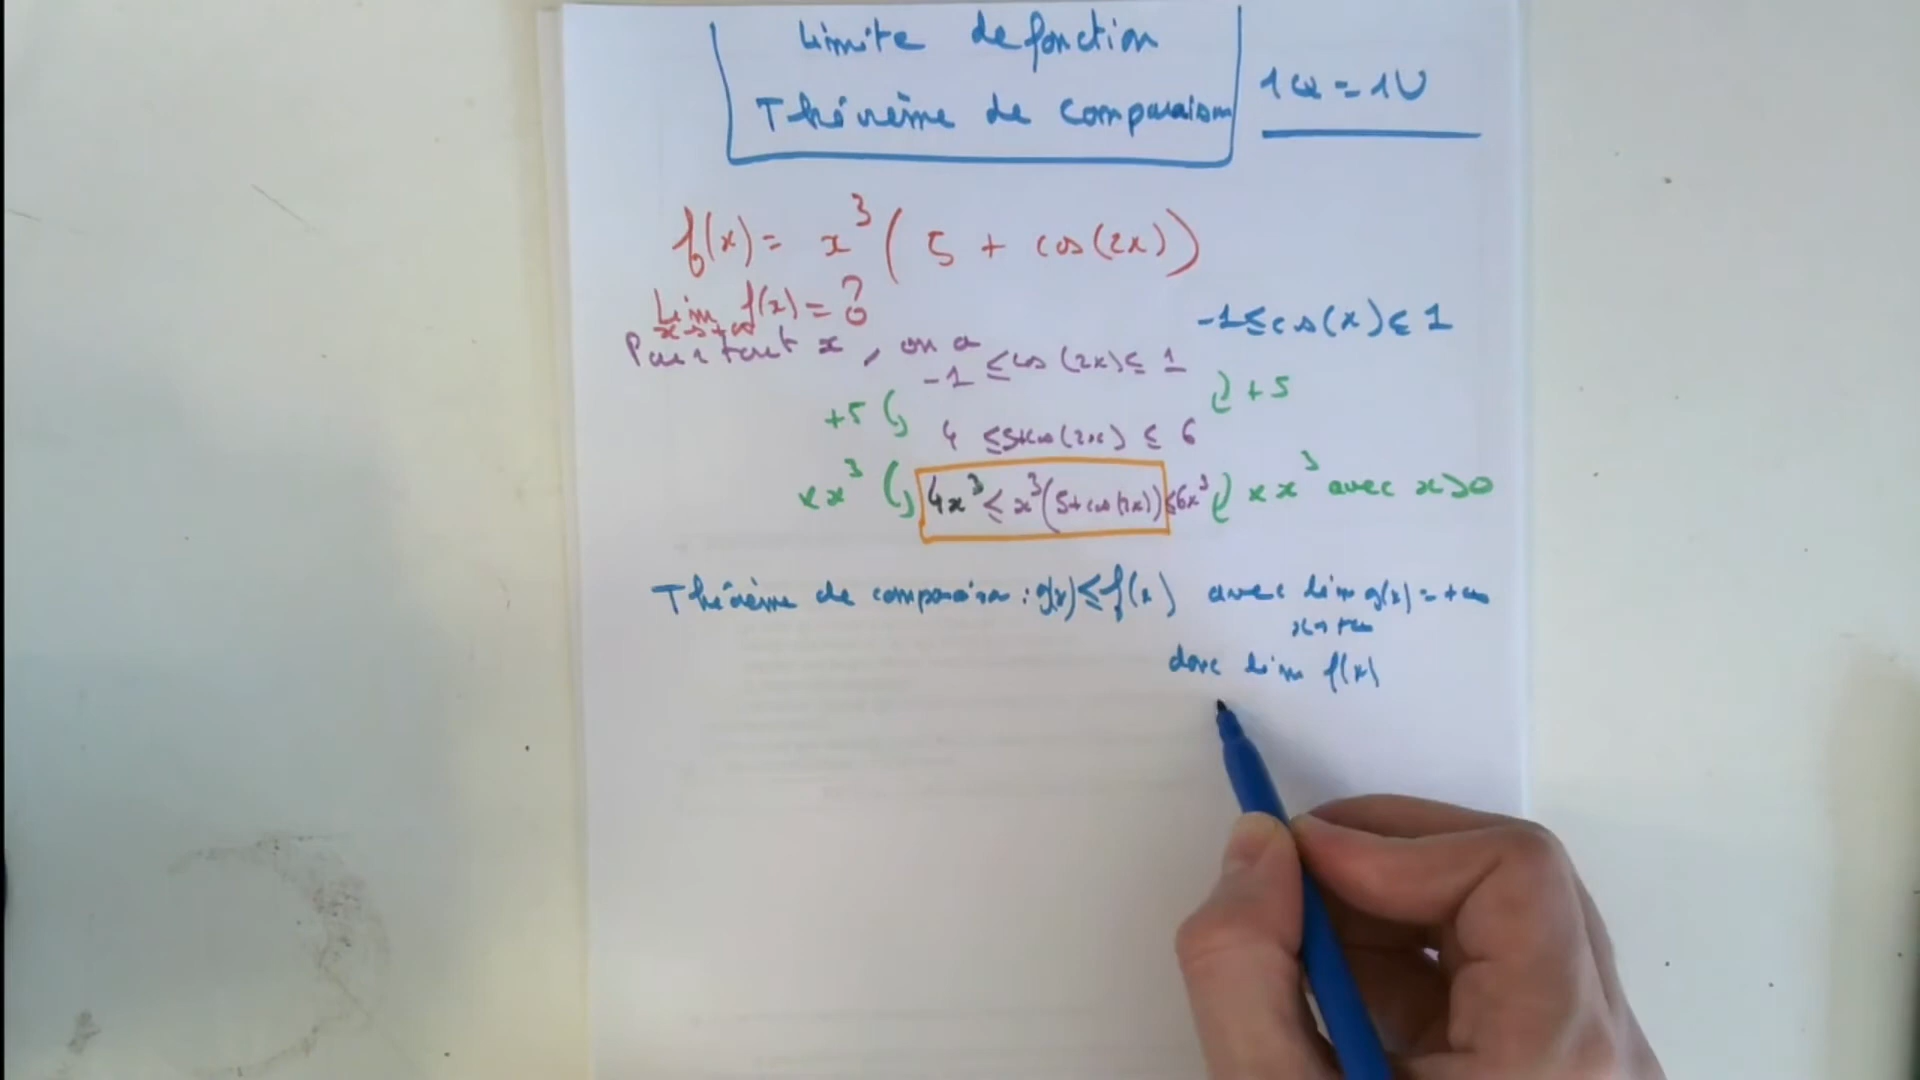 Limite de fonction
Théorème de comparaison
1Q = 1V
f(x) = x³ ( 5 + cos(2x))
Lim f(x) = ?
x→+∞
-1 ≤ cos(x) ≤ 1
Pour tout x, on a
-1 ≤ cos(2x) ≤ 1
+5
+5
4 ≤ 5+cos(2x) ≤ 6
×x³
4x³ ≤ x³(5+cos(2x)) ≤ 6x³
×x³ avec x>0
Théorème de comparaison : g(x) ≤ f(x) avec lim g(x) = +∞
x→+∞
donc lim f(x)